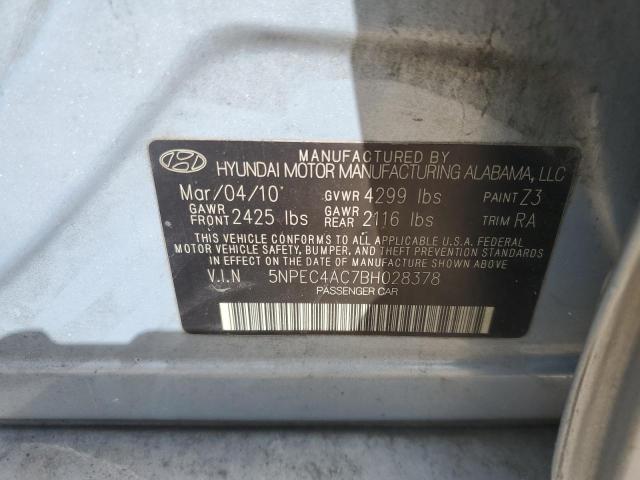 MANUFACTURED BY
HYUNDAI MOTOR MANUFACTURING ALABAMA, LLC
Mar/04/10 GVWR 4299 lbs PAINT Z3
GAWR FRONT 2425 lbs GAWR REAR 2116 lbs TRIM RA
THIS VEHICLE CONFORMS TO ALL APPLICABLE U.S.A. FEDERAL
MOTOR VEHICLE SAFETY, BUMPER, AND THEFT PREVENTION STANDARDS
IN EFFECT ON THE DATE OF MANUFACTURE SHOWN ABOVE.
V.I.N 5NPEC4AC7BH028378
PASSENGER CAR